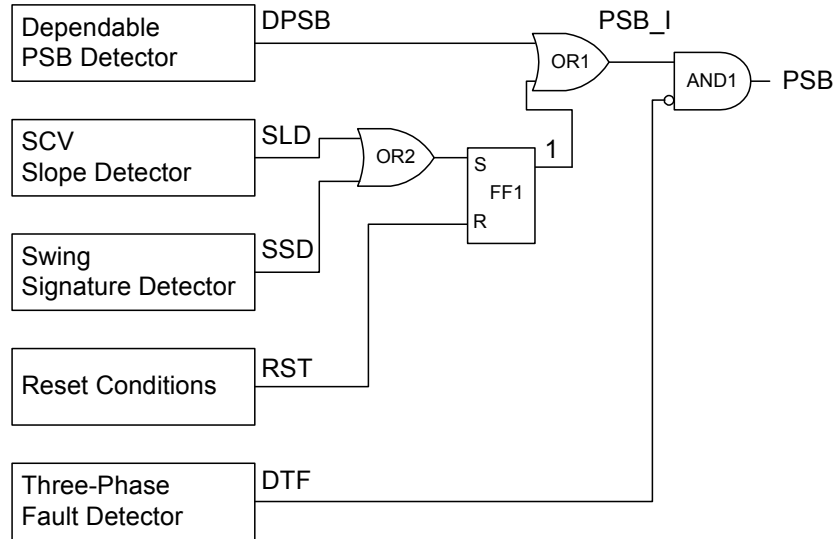 Dependable
PSB Detector
DPSB
PSB_I
OR1
AND1
PSB
SCV
Slope Detector
SLD
OR2
1
S
FF1
R
Swing
Signature Detector
SSD
Reset Conditions
RST
Three-Phase
Fault Detector
DTF